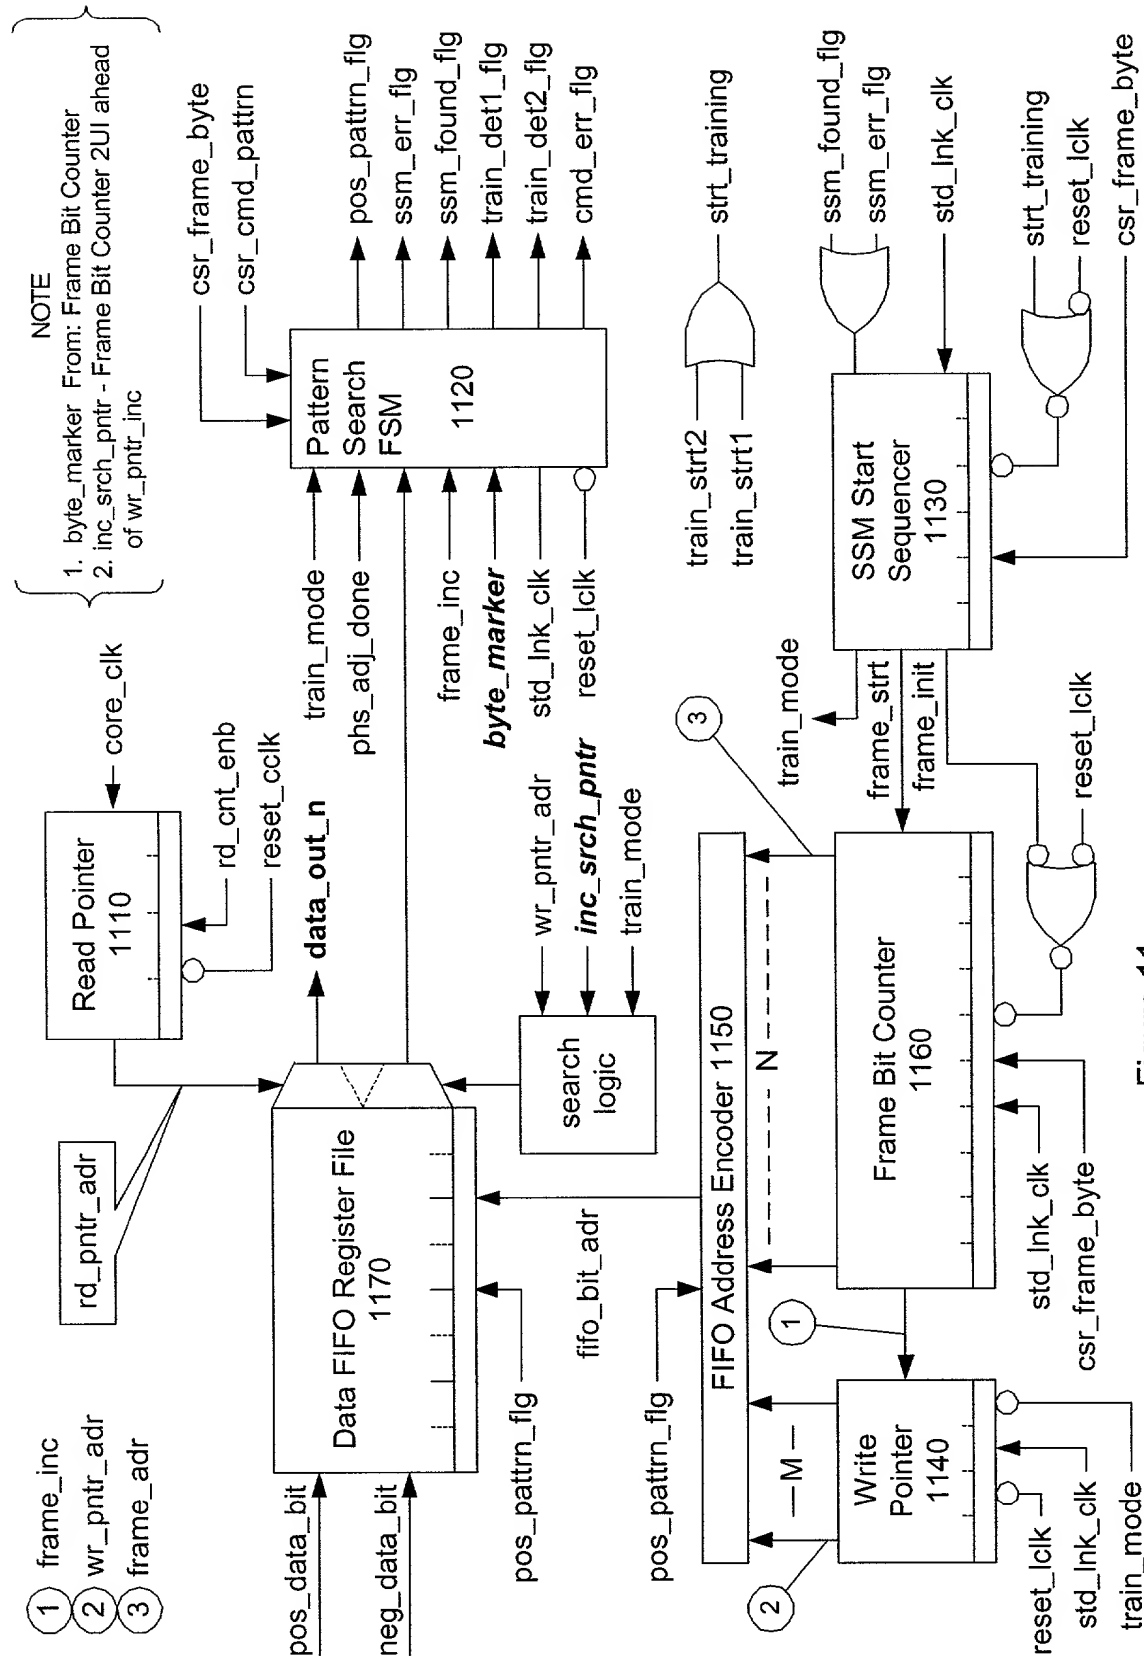 1 frame_inc
2 wr_pntr_adr
3 frame_adr
rd_pntr_adr
Read Pointer
1110
core_clk
rd_cnt_enb
reset_cclk
NOTE
1. byte_marker From: Frame Bit Counter
2. inc_srch_pntr - Frame Bit Counter 2UI ahead
of wr_pntr_inc
pos_data_bit
neg_data_bit
Data FIFO Register File
1170
pos_pattrn_flg
fifo_bit_adr
data_out_n
search
logic
wr_pntr_adr
inc_srch_pntr
train_mode
train_mode
phs_adj_done
frame_inc
byte_marker
std_lnk_clk
reset_lclk
csr_frame_byte
csr_cmd_pattrn
Pattern
Search
FSM
1120
pos_pattrn_flg
ssm_err_flg
ssm_found_flg
train_det1_flg
train_det2_flg
cmd_err_flg
pos_pattrn_flg
FIFO Address Encoder 1150
M
N
3
train_strt2
train_strt1
strt_training
2
1
Write
Pointer
1140
reset_lclk
std_lnk_clk
train_mode
Frame Bit Counter
1160
std_lnk_clk
csr_frame_byte
reset_lclk
train_mode
frame_strt
frame_init
SSM Start
Sequencer
1130
ssm_found_flg
ssm_err_flg
std_lnk_clk
strt_training
reset_lclk
csr_frame_byte